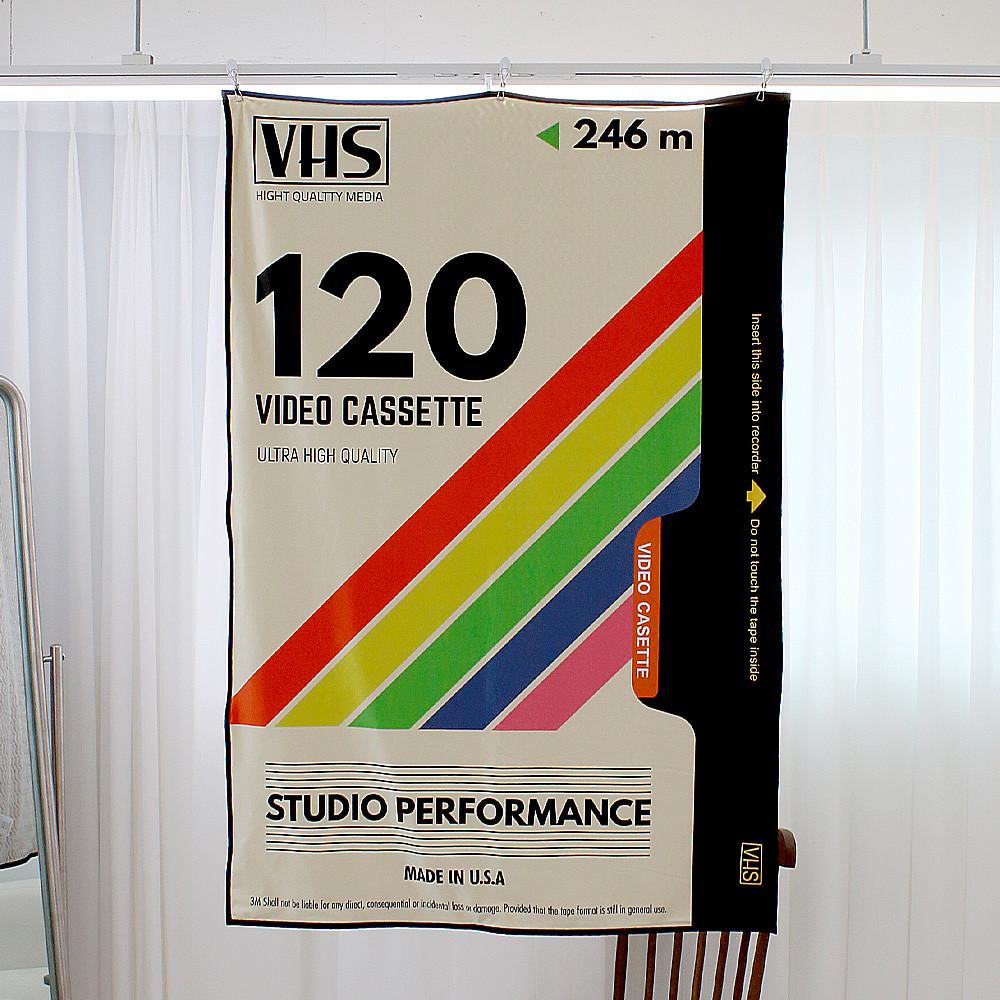 VHS
HIGHT QUALTTY MEDIA
246 m
120
VIDEO CASSETTE
ULTRA HIGH QUALITY
Insert this side into recorder Do not touch the tape inside
VIDEO CASETTE
STUDIO PERFORMANCE
MADE IN U.S.A
VHS
3M Shall not be liable for any direct, consequential or incidental loss or damage. Provided that the tape format is still in general use.